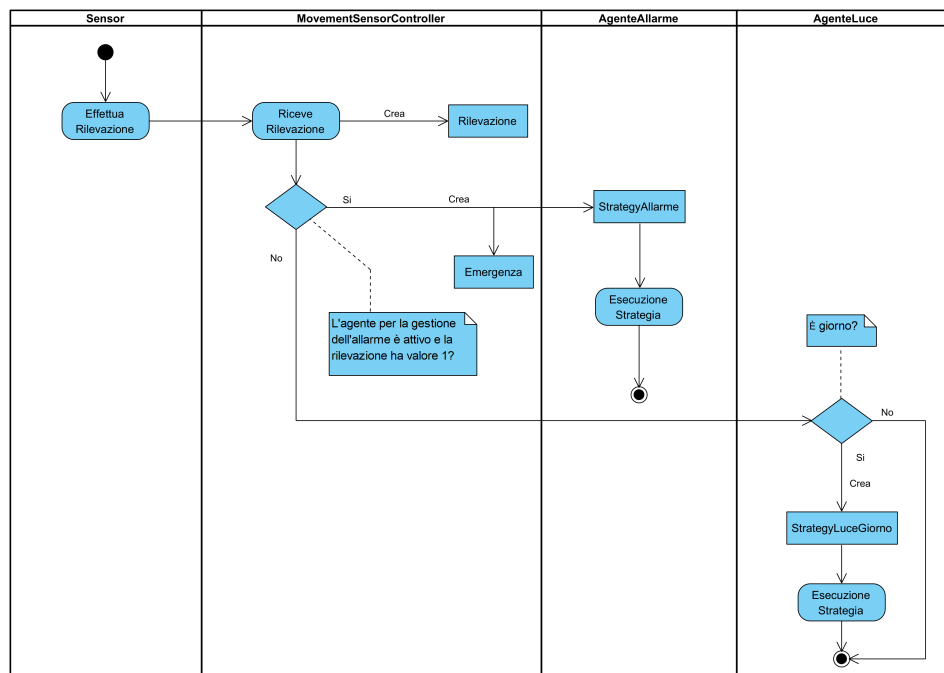 Sensor
MovementSensorController
AgenteAllarme
AgenteLuce
Effettua
Rilevazione
Riceve
Rilevazione
Crea
Rilevazione
Si
Crea
StrategyAllarme
No
Emergenza
Esecuzione
Strategia
L'agente per la gestione
dell'allarme è attivo e la
rilevazione ha valore 1?
È giorno?
No
Si
Crea
StrategyLuceGiorno
Esecuzione
Strategia